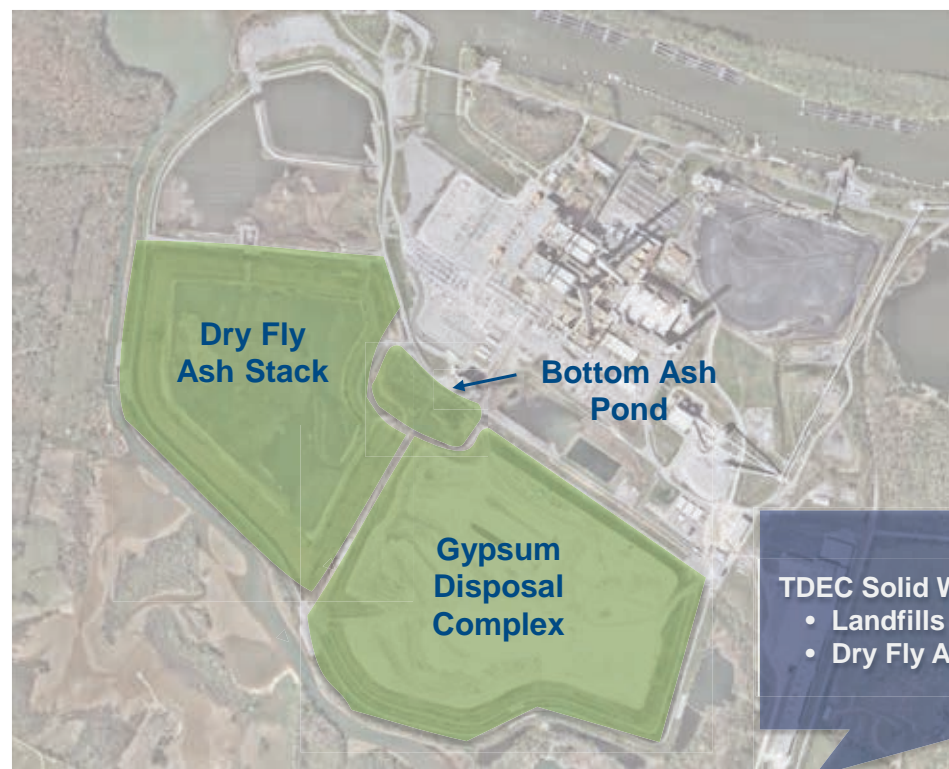 Dry Fly
Ash Stack
Bottom Ash
Pond
Gypsum
Disposal
Complex
TDEC Solid W
• Landfills
• Dry Fly A